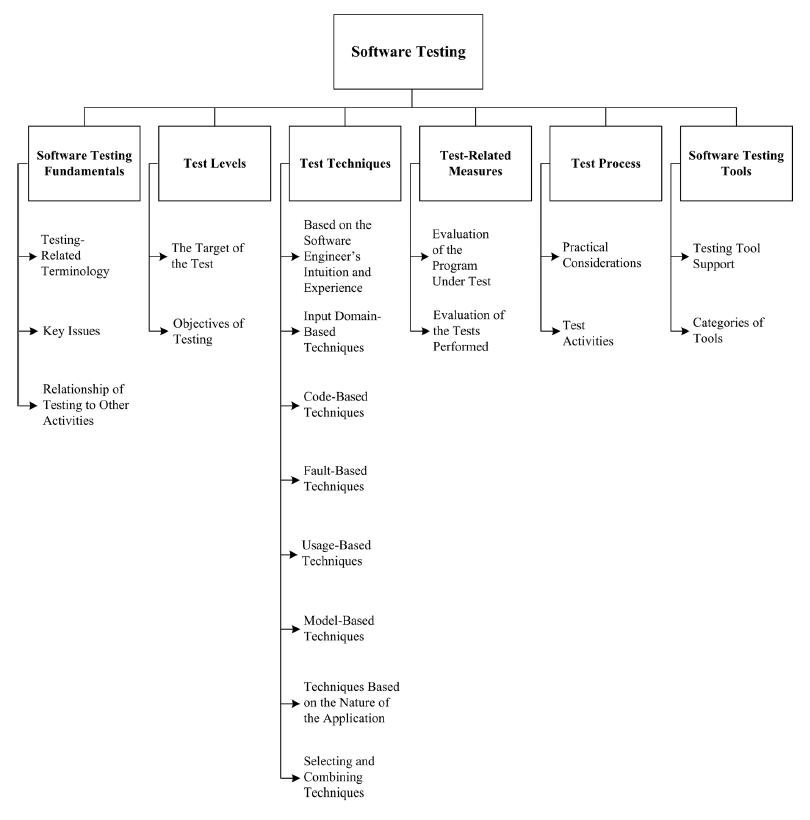 Software Testing
Software Testing
Fundamentals
Testing-
Related
Terminology
Key Issues
Relationship of
Testing to Other
Activities
Test Levels
The Target of
the Test
Objectives of
Testing
Test Techniques
Based on the
Software
Engineer’s
Intuition and
Experience
Input Domain-
Based
Techniques
Code-Based
Techniques
Fault-Based
Techniques
Usage-Based
Techniques
Model-Based
Techniques
Techniques Based
on the Nature of
the Application
Selecting and
Combining
Techniques
Test-Related
Measures
Evaluation
of the
Program
Under Test
Evaluation of
the Tests
Performed
Test Process
Practical
Considerations
Test
Activities
Software Testing
Tools
Testing Tool
Support
Categories of
Tools